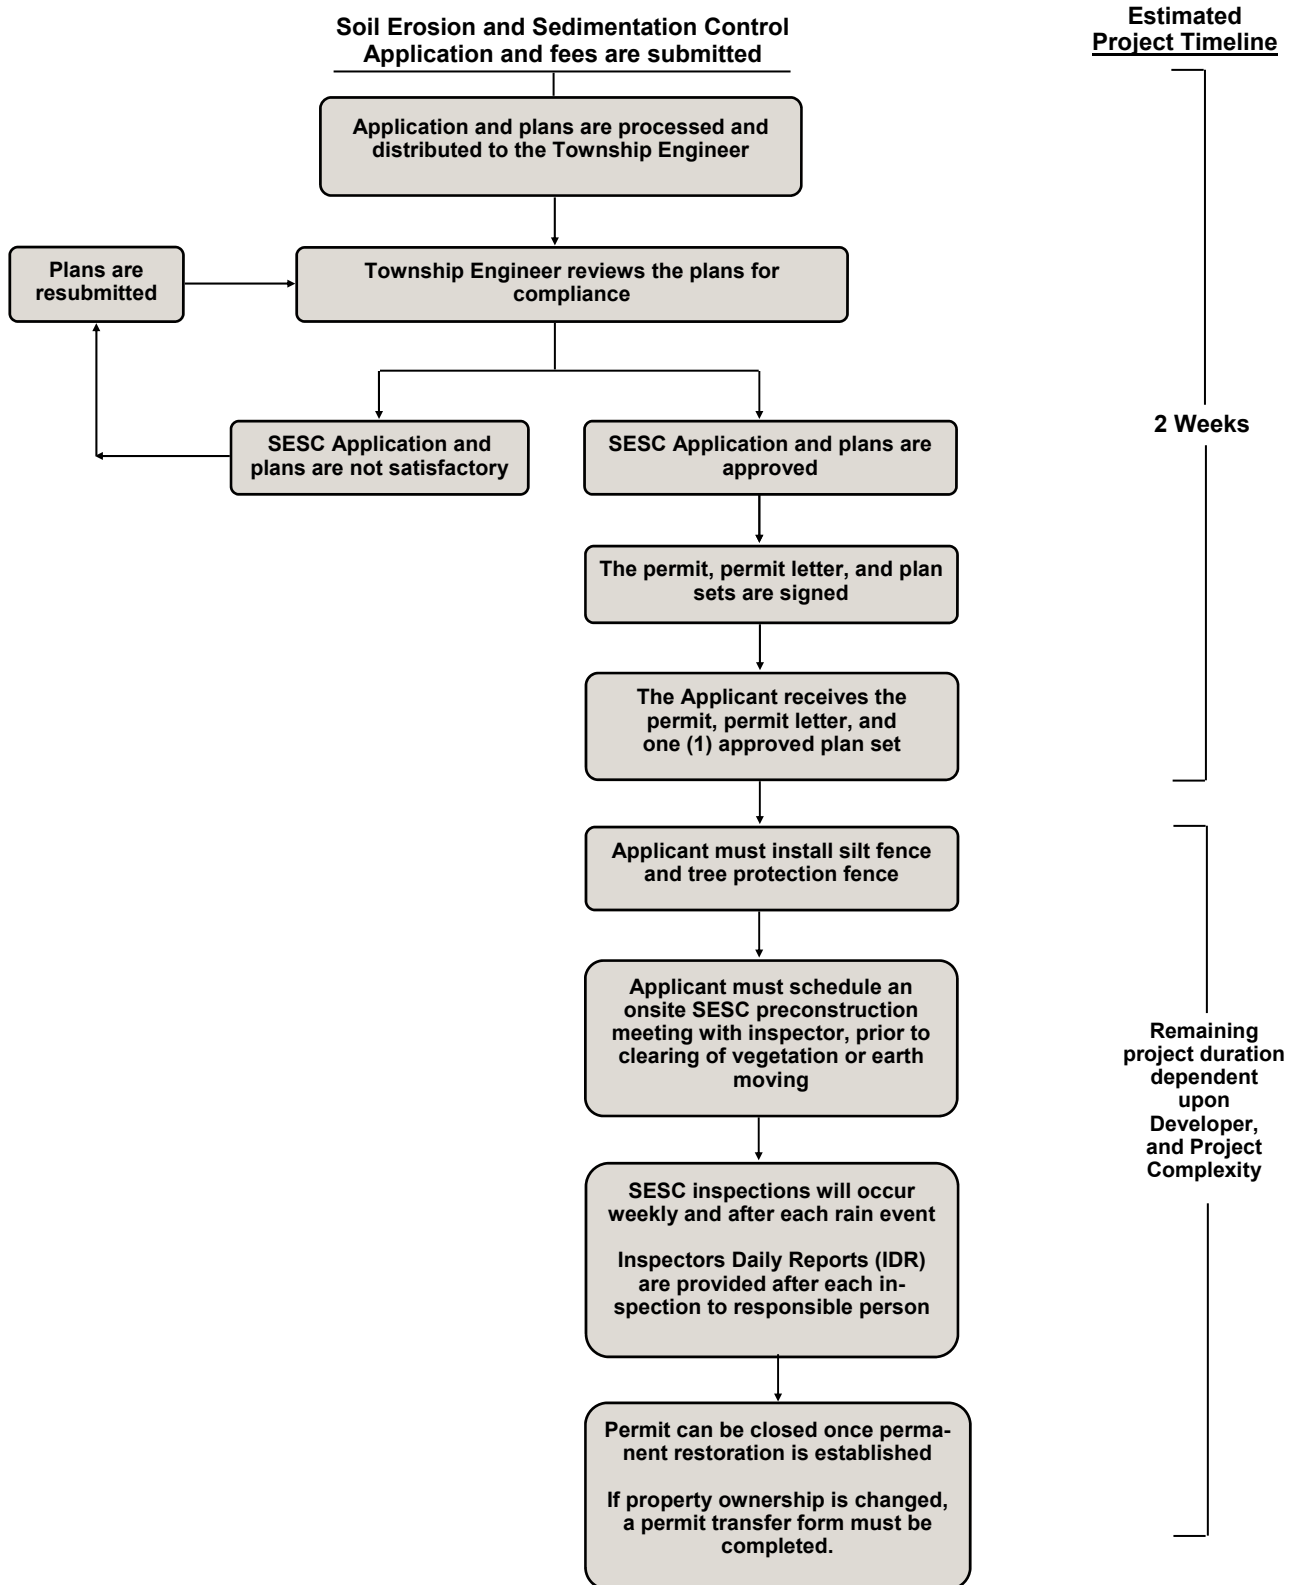 Soil Erosion and Sedimentation Control
Application and fees are submitted
Estimated
Project Timeline
Application and plans are processed and
distributed to the Township Engineer
Plans are
resubmitted
Township Engineer reviews the plans for
compliance
SESC Application and
plans are not satisfactory
SESC Application and plans are
approved
2 Weeks
The permit, permit letter, and plan
sets are signed
The Applicant receives the
permit, permit letter, and
one (1) approved plan set
Applicant must install silt fence
and tree protection fence
Applicant must schedule an
onsite SESC preconstruction
meeting with inspector, prior to
clearing of vegetation or earth
moving
Remaining
project duration
dependent
upon
Developer,
and Project
Complexity
SESC inspections will occur
weekly and after each rain event
Inspectors Daily Reports (IDR)
are provided after each in-
spection to responsible person
Permit can be closed once perma-
nent restoration is established
If property ownership is changed,
a permit transfer form must be
completed.